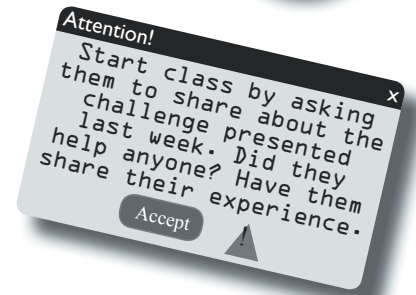 Attention!
x
Start class by asking
them to share about the
challenge presented
last week. Did they
help anyone? Have them
share their experience.
Accept
!